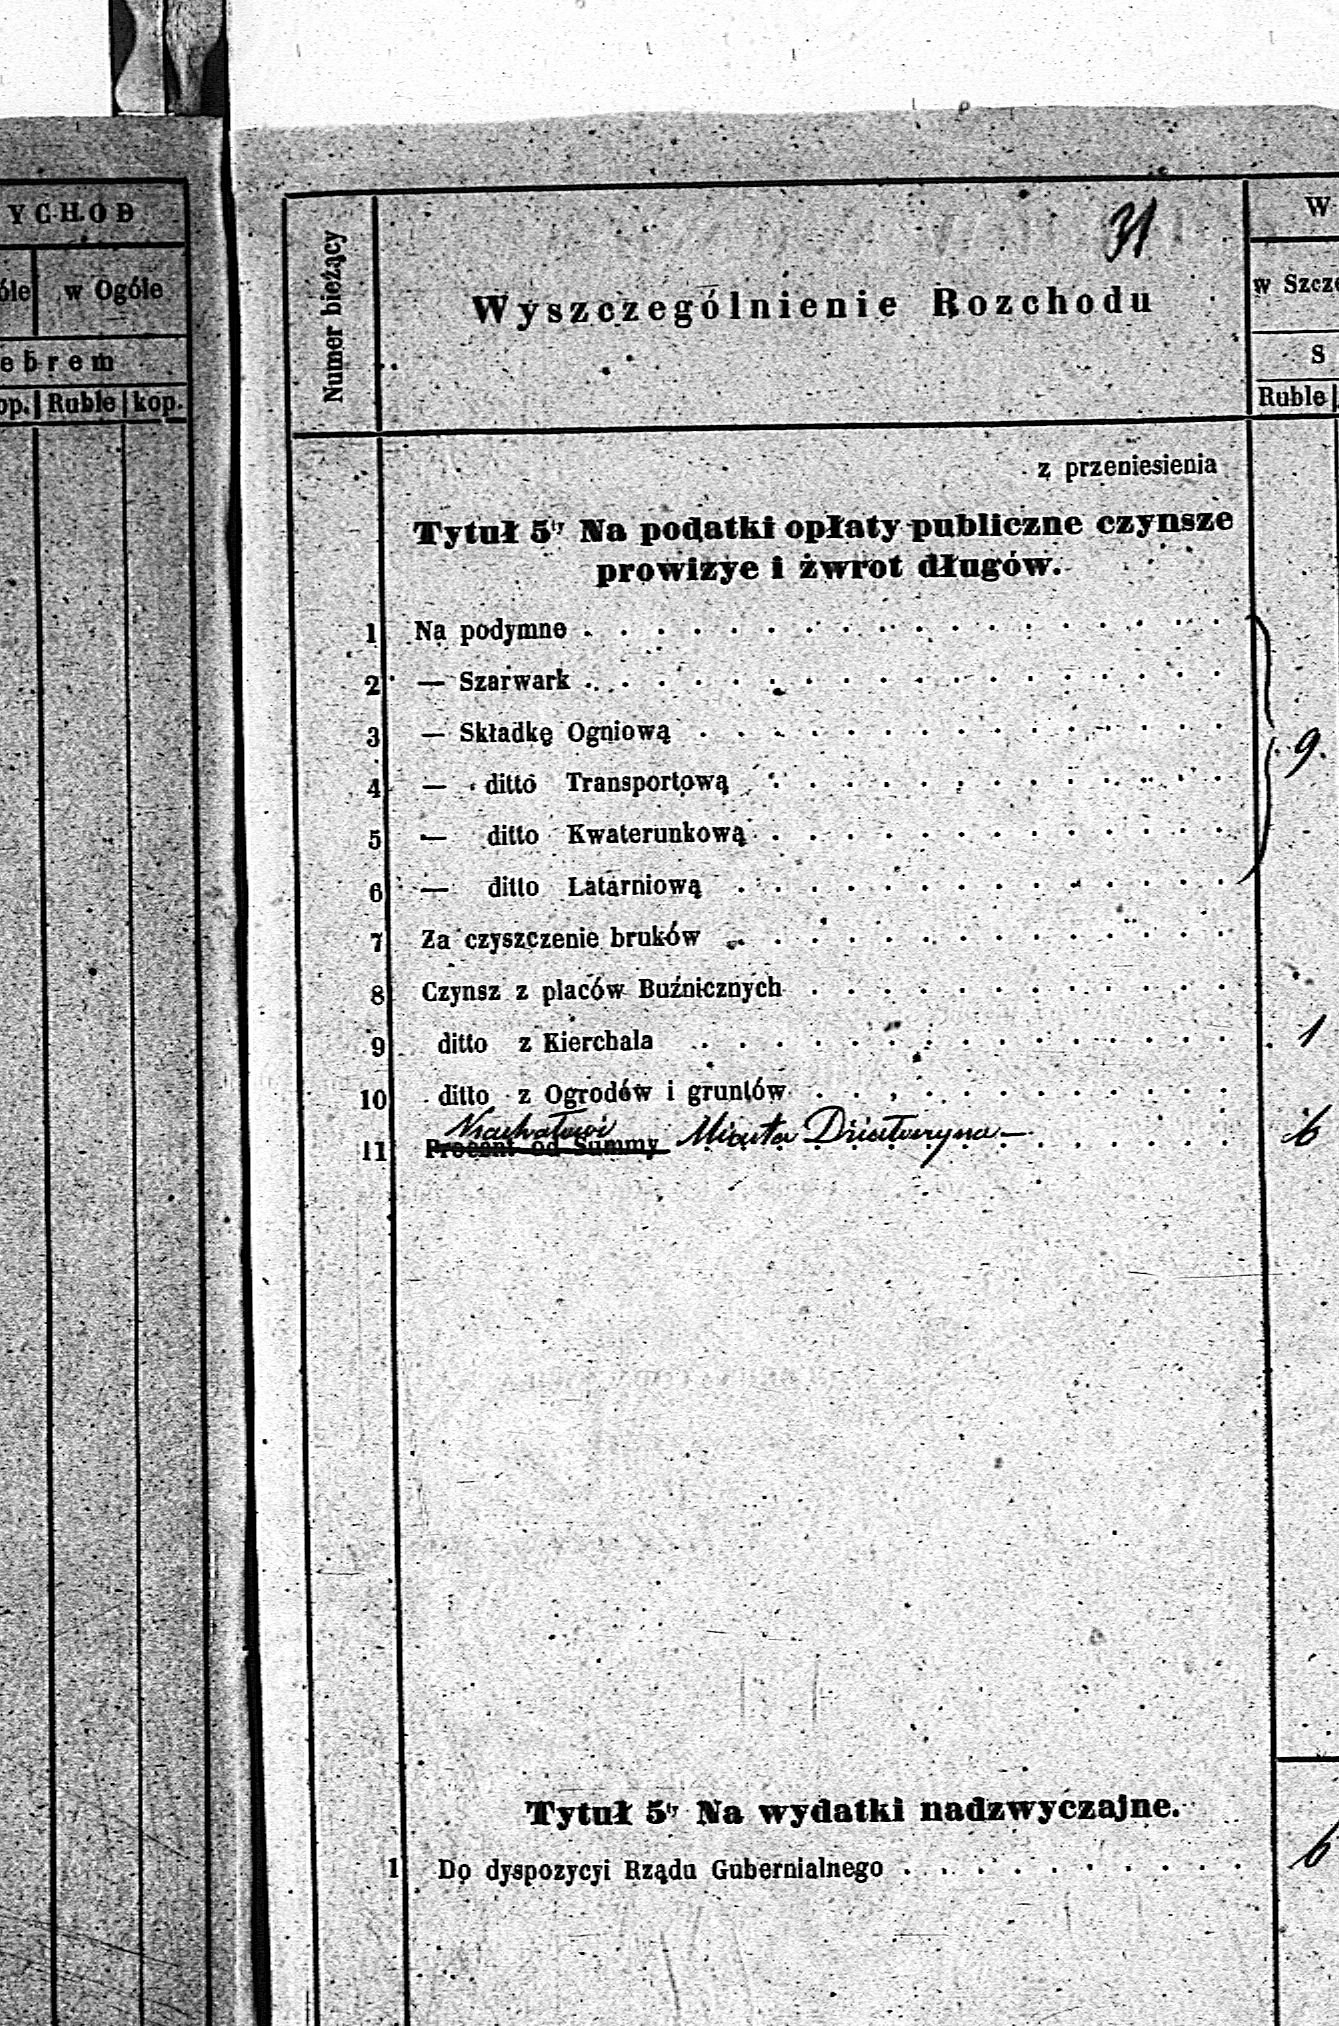 YCHOD
óle w Ogóle
ebrem
op. Ruble kop.
31
Numer bieżący
Wyszczególnienie Rozchodu
W
w Szcze
S
Ruble
z przeniesienia
Tytuł 5ty Na podatki opłaty publiczne czynsze
prowizye i zwrot długów.
1 Na podymne
2 — Szarwark
3 — Składkę Ogniową
4 — ditto Transportową
5 — ditto Kwaterunkową
6 — ditto Latarniową
9.
7 Za czyszczenie bruków
8 Czynsz z placów Buźnicznych
9 ditto z Kierchala 1
10 ditto z Ogrodów i gruntów
11 Procent od Summy Miasta 6
Tytuł 5ty Na wydatki nadzwyczajne.
1 Do dyspozycyi Rządu Gubernialnego 6